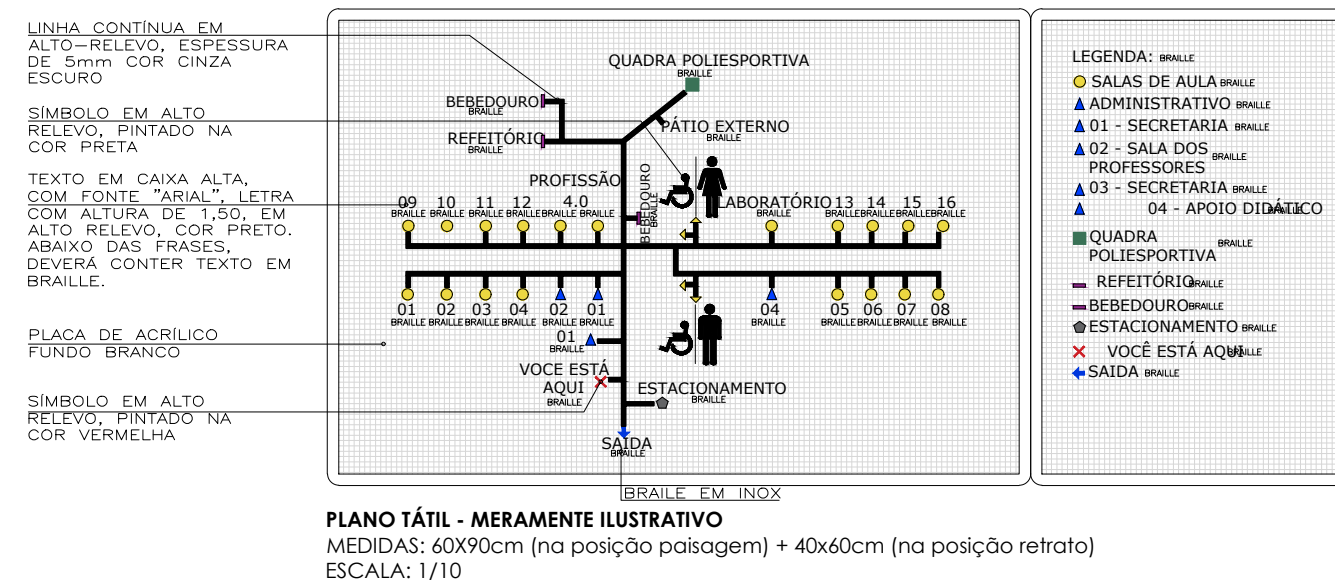 LINHA CONTÍNUA EM
ALTO-RELEVO, ESPESSURA
DE 5mm COR CINZA
ESCURO
SÍMBOLO EM ALTO
RELEVO, PINTADO NA
COR PRETA
TEXTO EM CAIXA ALTA,
COM FONTE "ARIAL", LETRA
COM ALTURA DE 1,50, EM
ALTO RELEVO, COR PRETO.
ABAIXO DAS FRASES,
DEVERÁ CONTER TEXTO EM
BRAILLE.
PLACA DE ACRÍLICO
FUNDO BRANCO
SÍMBOLO EM ALTO
RELEVO, PINTADO NA
COR VERMELHA
QUADRA POLIESPORTIVA
BRAILLE
BEBEDOURO
BRAILLE
REFEITÓRIO
BRAILLE
PÁTIO EXTERNO
BRAILLE
PROFISSÃO
4.0
BRAILLE
BEBEDOURO
BRAILLE
LABORATÓRIO
BRAILLE
09 10 11 12
BRAILLE BRAILLE BRAILLE BRAILLE BRAILLE
13 14 15 16
BRAILLE BRAILLE BRAILLE BRAILLE
01 02 03 04 02 01
BRAILLE BRAILLE BRAILLE BRAILLE BRAILLE BRAILLE
04 05 06 07 08
BRAILLE BRAILLE BRAILLE BRAILLE BRAILLE
01
BRAILLE
VOCE ESTÁ
AQUI
BRAILLE
ESTACIONAMENTO
BRAILLE
SAÍDA
BRAILLE
BRAILE EM INOX
LEGENDA: BRAILLE
SALAS DE AULA BRAILLE
ADMINISTRATIVO BRAILLE
01 - SECRETARIA BRAILLE
02 - SALA DOS
PROFESSORES BRAILLE
03 - SECRETARIA BRAILLE
04 - APOIO DIDÁTICO
BRAILLE
QUADRA
POLIESPORTIVA BRAILLE
REFEITÓRIO BRAILLE
BEBEDOURO BRAILLE
ESTACIONAMENTO BRAILLE
VOCÊ ESTÁ AQUI BRAILLE
SAIDA BRAILLE
PLANO TÁTIL - MERAMENTE ILUSTRATIVO
MEDIDAS: 60X90cm (na posição paisagem) + 40x60cm (na posição retrato)
ESCALA: 1/10